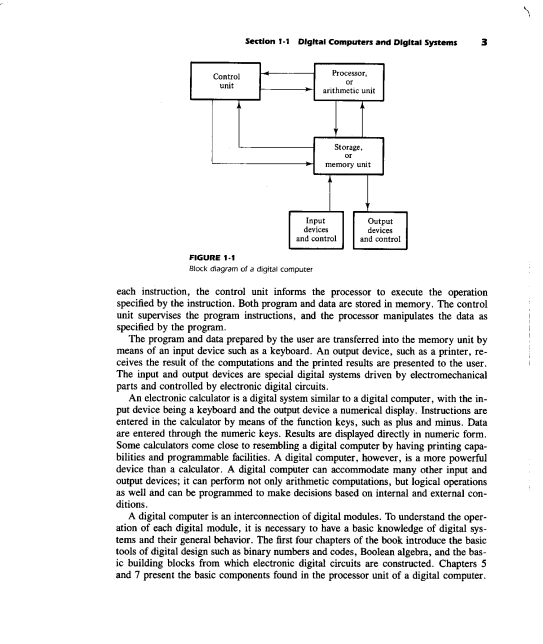 Section 1-1 Digital Computers and Digital Systems 3
Control
unit
Processor,
or
arithmetic unit
Storage,
or
memory unit
Input
devices
and control
Output
devices
and control
FIGURE 1-1
Block diagram of a digital computer
each instruction, the control unit informs the processor to execute the operation
specified by the instruction. Both program and data are stored in memory. The control
unit supervises the program instructions, and the processor manipulates the data as
specified by the program.
The program and data prepared by the user are transferred into the memory unit by
means of an input device such as a keyboard. An output device, such as a printer, re-
ceives the result of the computations and the printed results are presented to the user.
The input and output devices are special digital systems driven by electromechanical
parts and controlled by electronic digital circuits.
An electronic calculator is a digital system similar to a digital computer, with the in-
put device being a keyboard and the output device a numerical display. Instructions are
entered in the calculator by means of the function keys, such as plus and minus. Data
are entered through the numeric keys. Results are displayed directly in numeric form.
Some calculators come close to resembling a digital computer by having printing capa-
bilities and programmable facilities. A digital computer, however, is a more powerful
device than a calculator. A digital computer can accommodate many other input and
output devices; it can perform not only arithmetic computations, but logical operations
as well and can be programmed to make decisions based on internal and external con-
ditions.
A digital computer is an interconnection of digital modules. To understand the oper-
ation of each digital module, it is necessary to have a basic knowledge of digital sys-
tems and their general behavior. The first four chapters of the book introduce the basic
tools of digital design such as binary numbers and codes, Boolean algebra, and the bas-
ic building blocks from which electronic digital circuits are constructed. Chapters 5
and 7 present the basic components found in the processor unit of a digital computer.